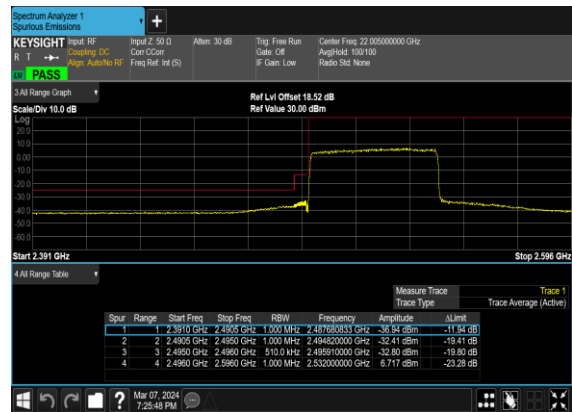 Spectrum Analyzer 1
Spurious Emissions
+
KEYSIGHT Input: RF Input Z: 50 Ω Atten: 30 dB Trig: Free Run Center Freq: 22.005000000 GHz
R T Coupling: DC Corr CCorr Gate: Off Avg|Hold: 100/100
Align: Auto/No RF Freq Ref: Int (S) IF Gain: Low Radio Std: None
PASS
3 All Range Graph
Ref Lvl Offset 18.52 dB
Scale/Div 10.0 dB Ref Value 30.00 dBm
Log
20.0
10.0
0.00
-10.0
-20.0
-30.0
-40.0
-50.0
-60.0
Start 2.391 GHz Stop 2.596 GHz
4 All Range Table
Measure Trace Trace 1
Trace Type Trace Average (Active)
Spur Range Start Freq Stop Freq RBW Frequency Amplitude ΔLimit
1 1 2.3910 GHz 2.4905 GHz 1.000 MHz 2.487680833 GHz -36.94 dBm -11.94 dB
2 2 2.4905 GHz 2.4950 GHz 1.000 MHz 2.494820000 GHz -32.41 dBm -19.41 dB
3 3 2.4950 GHz 2.4960 GHz 510.0 kHz 2.495910000 GHz -32.80 dBm -19.80 dB
4 4 2.4960 GHz 2.5960 GHz 1.000 MHz 2.532000000 GHz 6.717 dBm -23.28 dB
?
Mar 07, 2024
7:25:48 PM